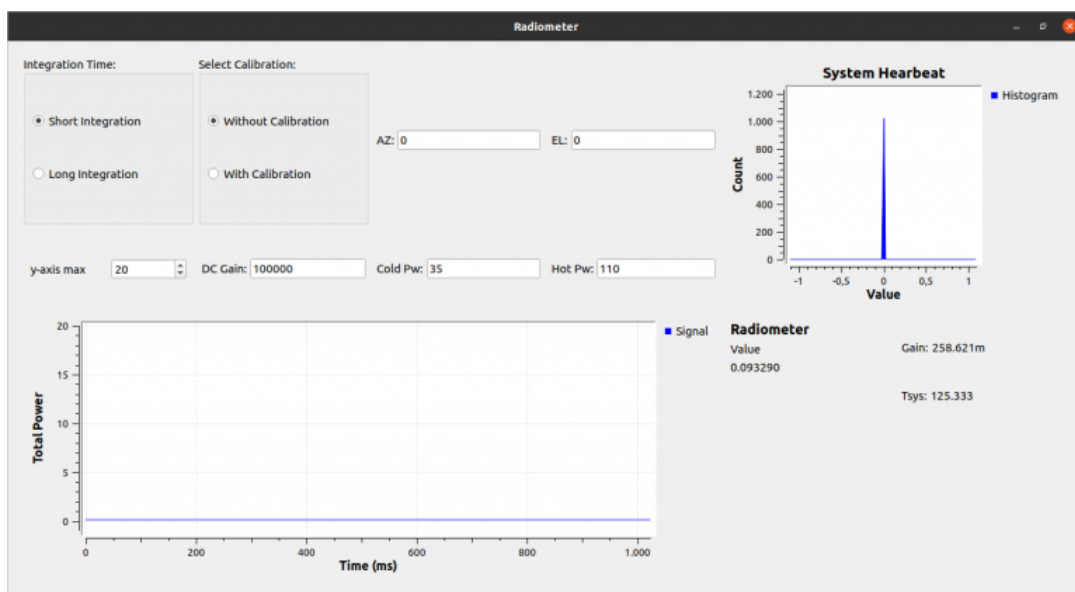 Radiometer
Integration Time:
Select Calibration:
Short Integration
Without Calibration
Long Integration
With Calibration
AZ: 0
EL: 0
System Hearbeat
1.200
1.000
800
600
400
200
0
Count
-1
-0,5
0
0,5
1
Value
Histogram
y-axis max 20
DC Gain: 100000
Cold Pw: 35
Hot Pw: 110
20
15
10
5
0
Total Power
0
200
400
600
800
1.000
Time (ms)
Signal
Radiometer
Value
0.093290
Gain: 258.621m
Tsys: 125.333